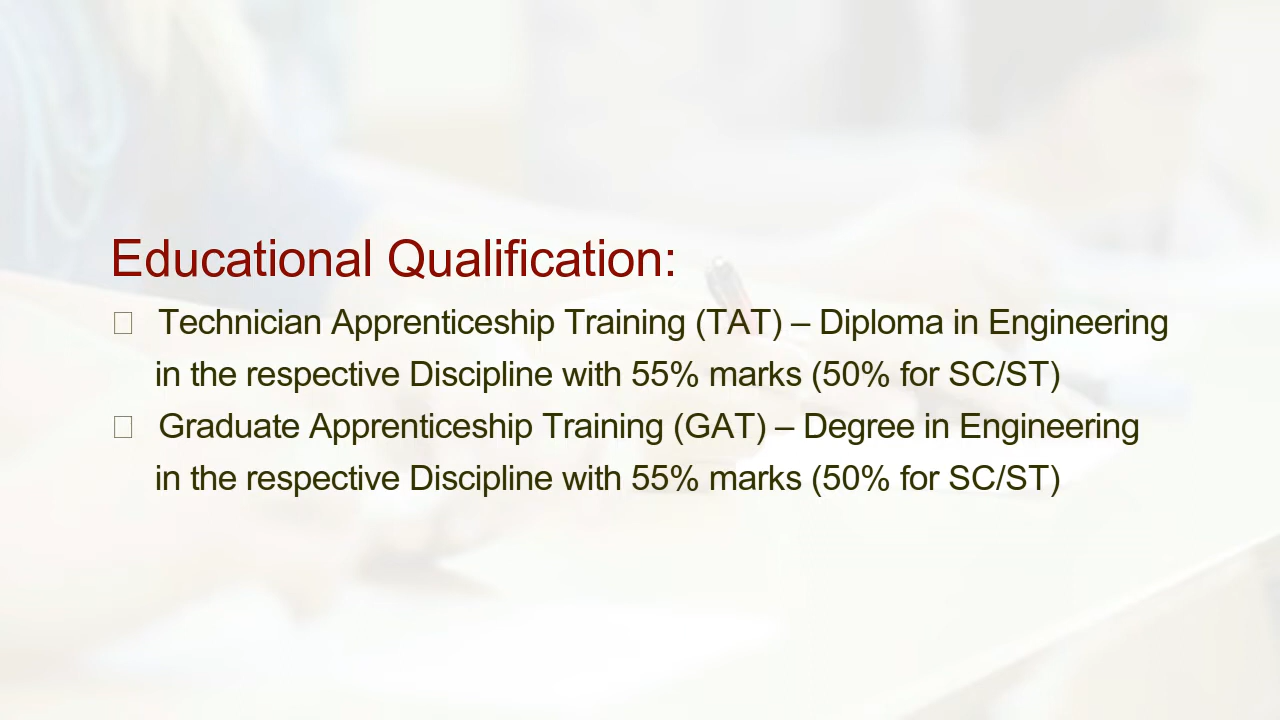 Educational Qualification:
□ Technician Apprenticeship Training (TAT) – Diploma in Engineering
in the respective Discipline with 55% marks (50% for SC/ST)
□ Graduate Apprenticeship Training (GAT) – Degree in Engineering
in the respective Discipline with 55% marks (50% for SC/ST)